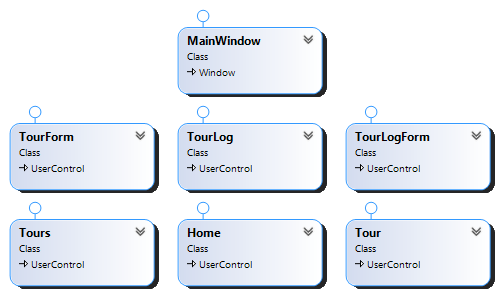 MainWindow
Class
Window
TourForm
Class
UserControl
TourLog
Class
UserControl
TourLogForm
Class
UserControl
Tours
Class
UserControl
Home
Class
UserControl
Tour
Class
UserControl